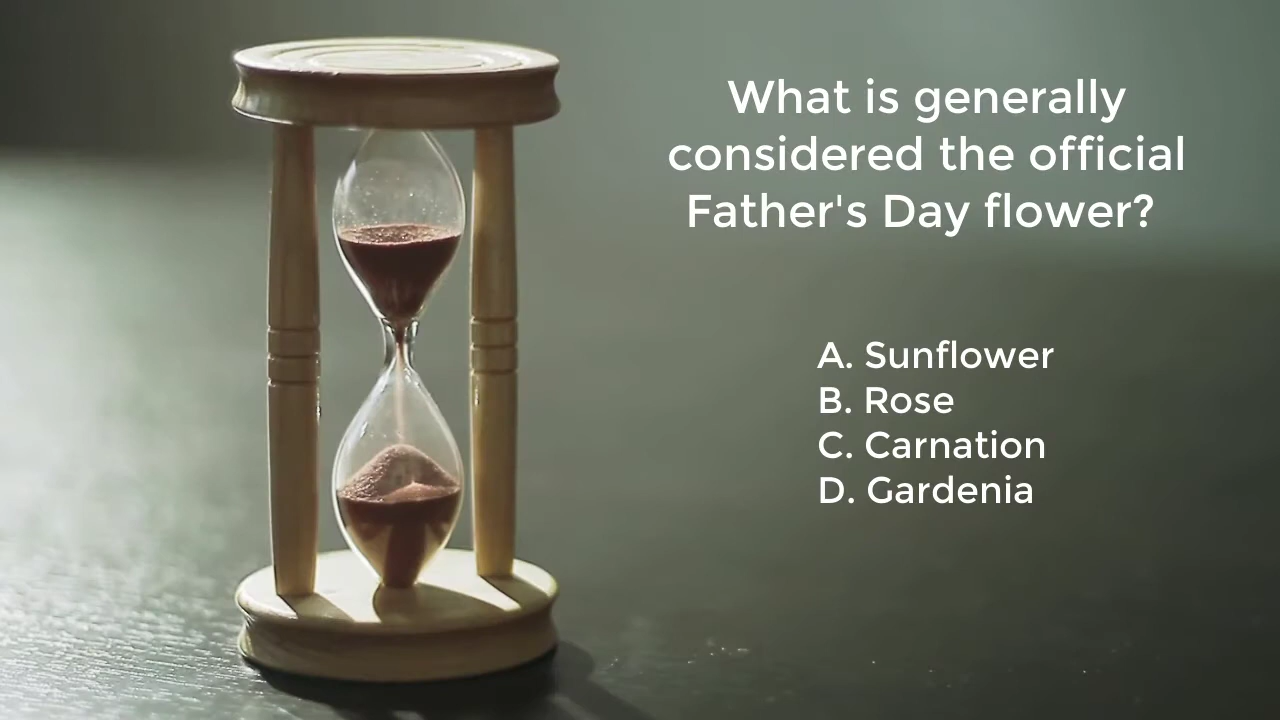 What is generally
considered the official
Father's Day flower?
A. Sunflower
B. Rose
C. Carnation
D. Gardenia